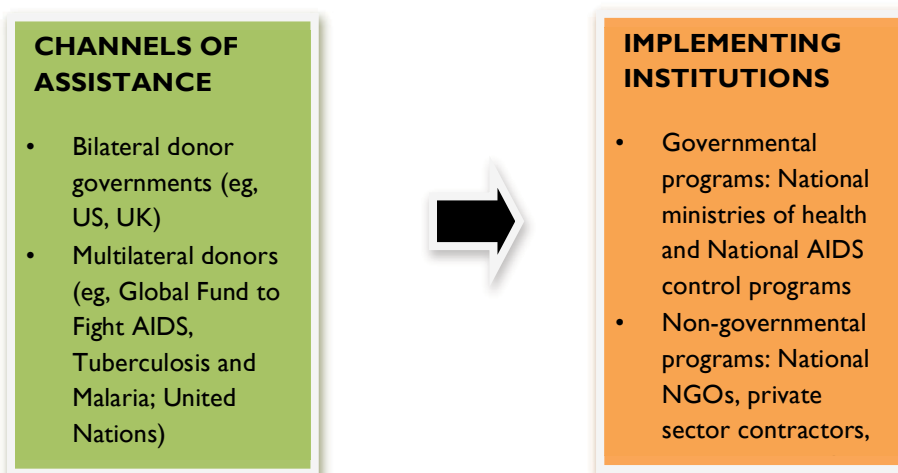 CHANNELS OF
ASSISTANCE
• Bilateral donor
governments (eg,
US, UK)
• Multilateral donors
(eg, Global Fund to
Fight AIDS,
Tuberculosis and
Malaria; United
Nations)
IMPLEMENTING
INSTITUTIONS
• Governmental
programs: National
ministries of health
and National AIDS
control programs
• Non-governmental
programs: National
NGOs, private
sector contractors,